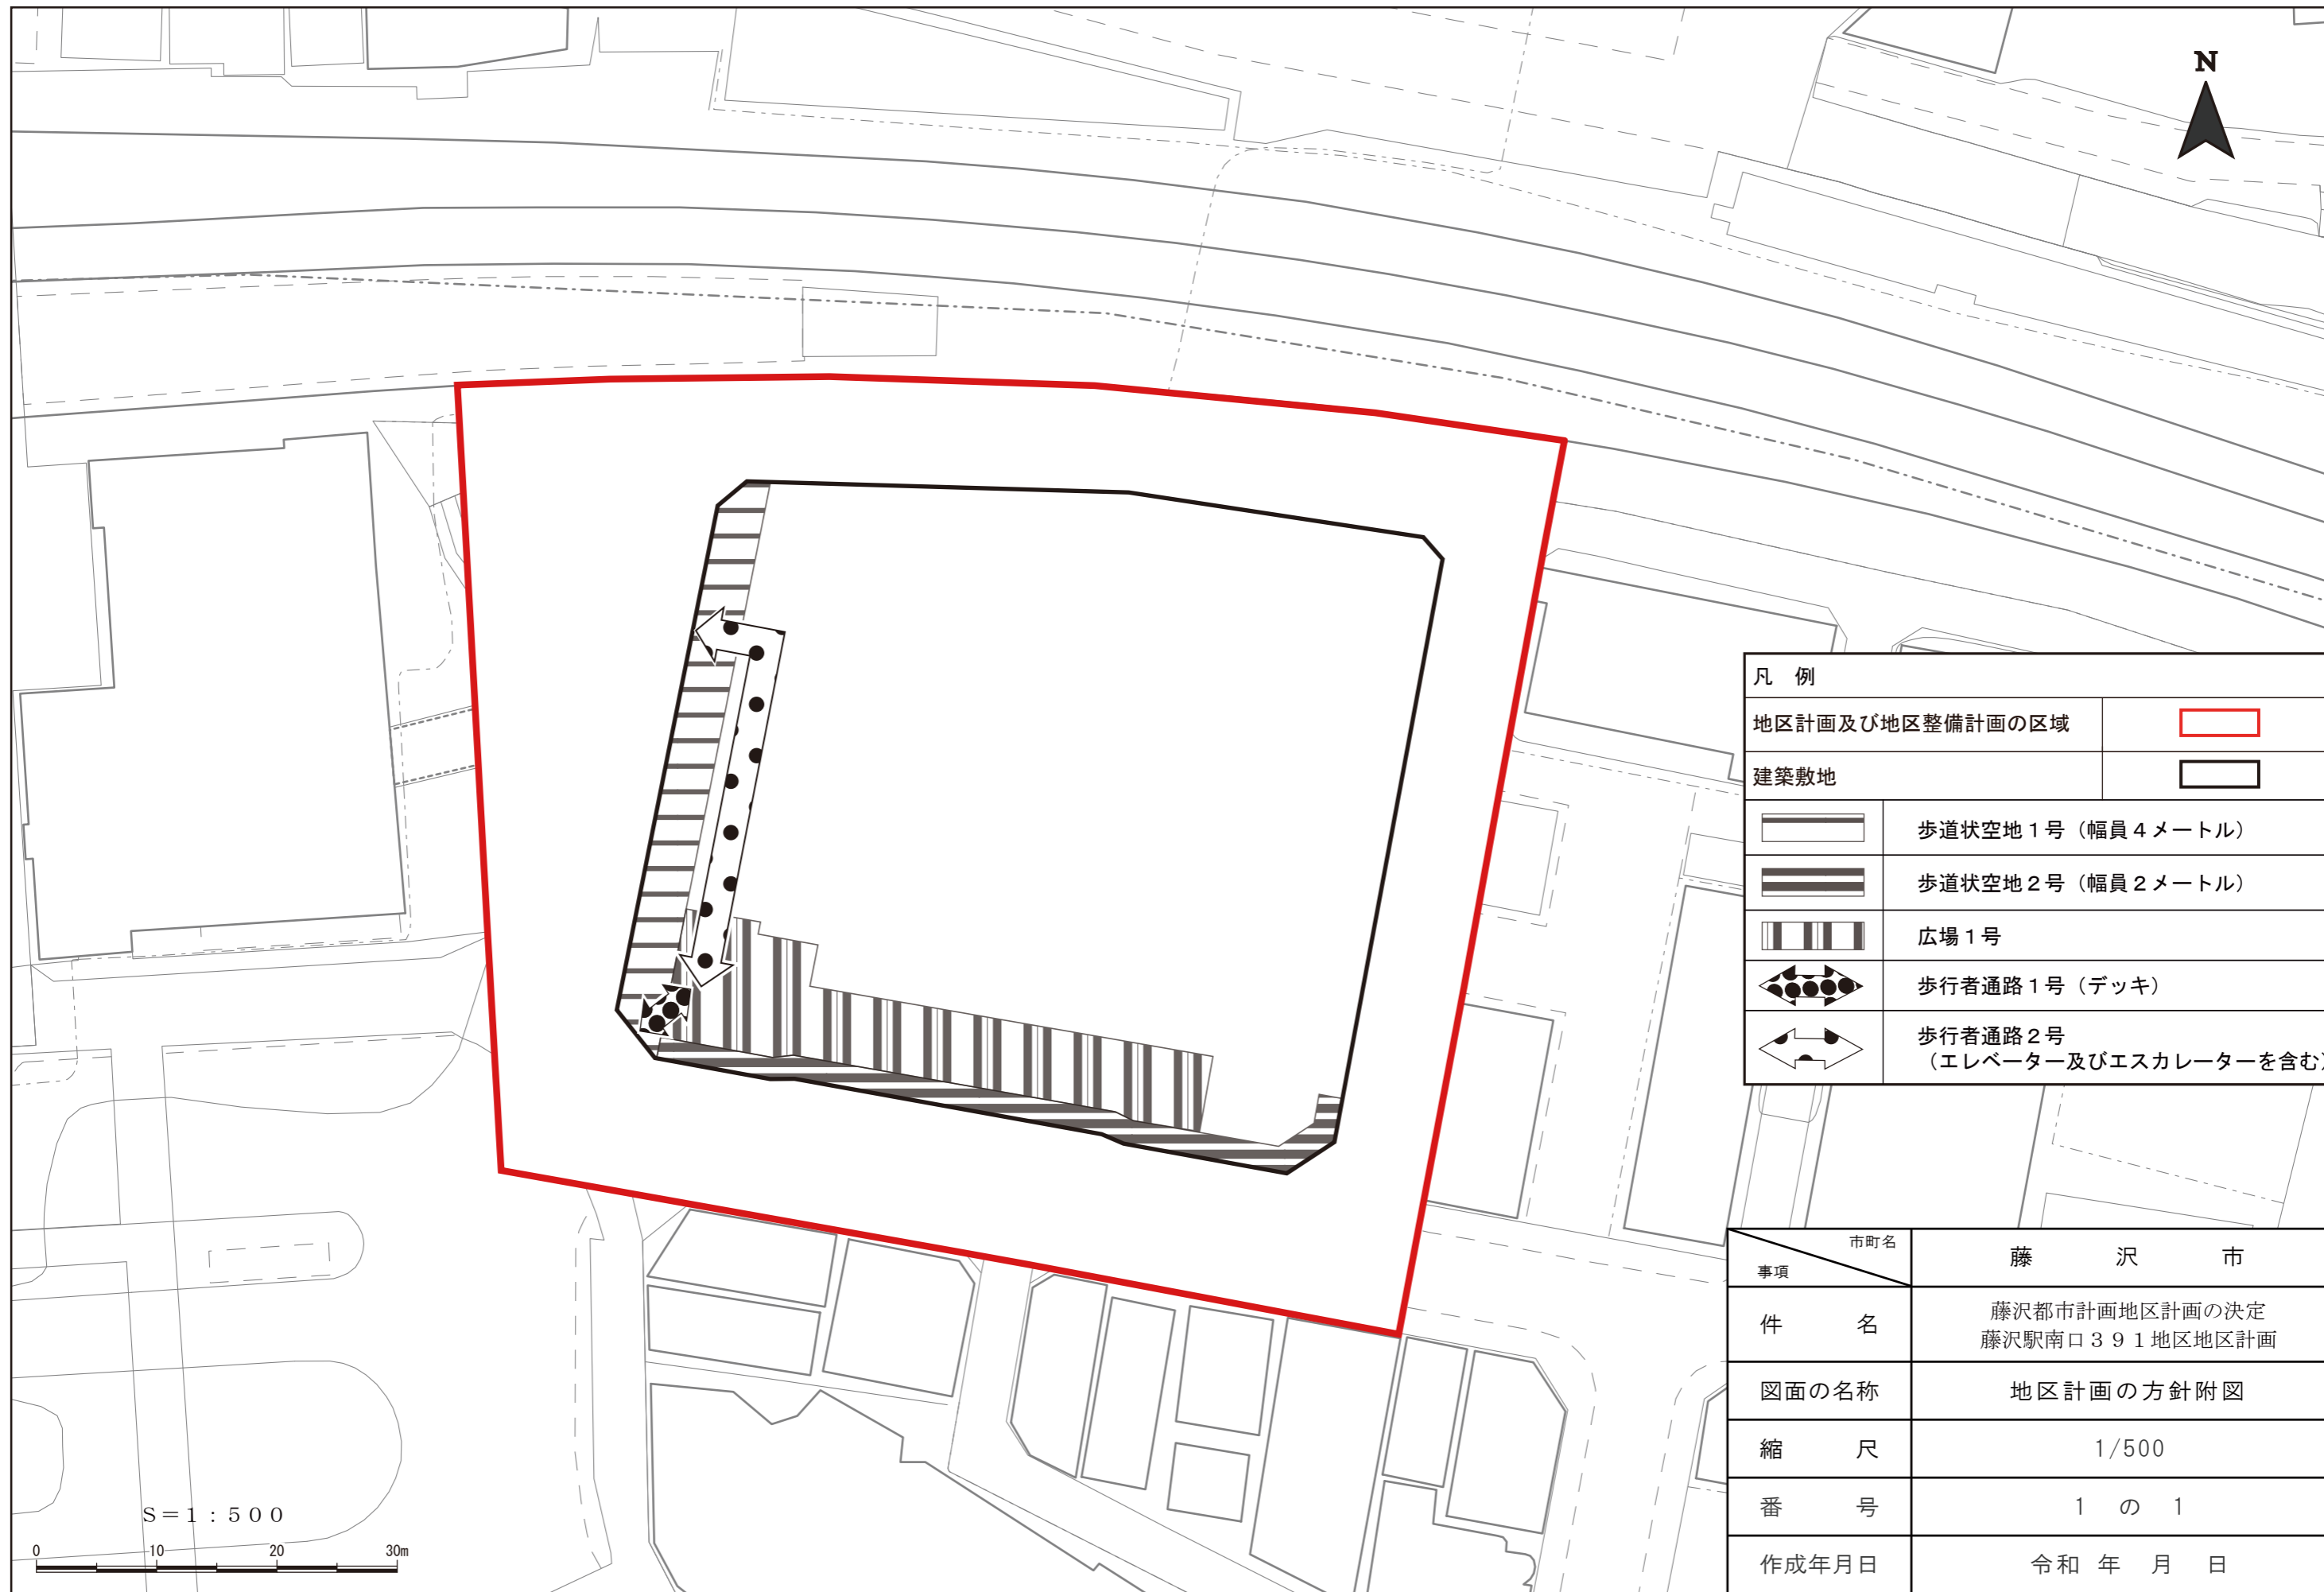 N
凡 例
地区計画及び地区整備計画の区域
建築敷地
歩道状空地１号（幅員４メートル）
歩道状空地２号（幅員２メートル）
広場１号
歩行者通路１号（デッキ）
歩行者通路２号
（エレベーター及びエスカレーターを含む）
市町名
事項
藤 沢 市
件 名
藤沢都市計画地区計画の決定
藤沢駅南口３９１地区地区計画
図面の名称
地区計画の方針附図
縮 尺
1/500
番 号
1 の 1
作成年月日
令和 年 月 日
S＝1：500
0 10 20 30m